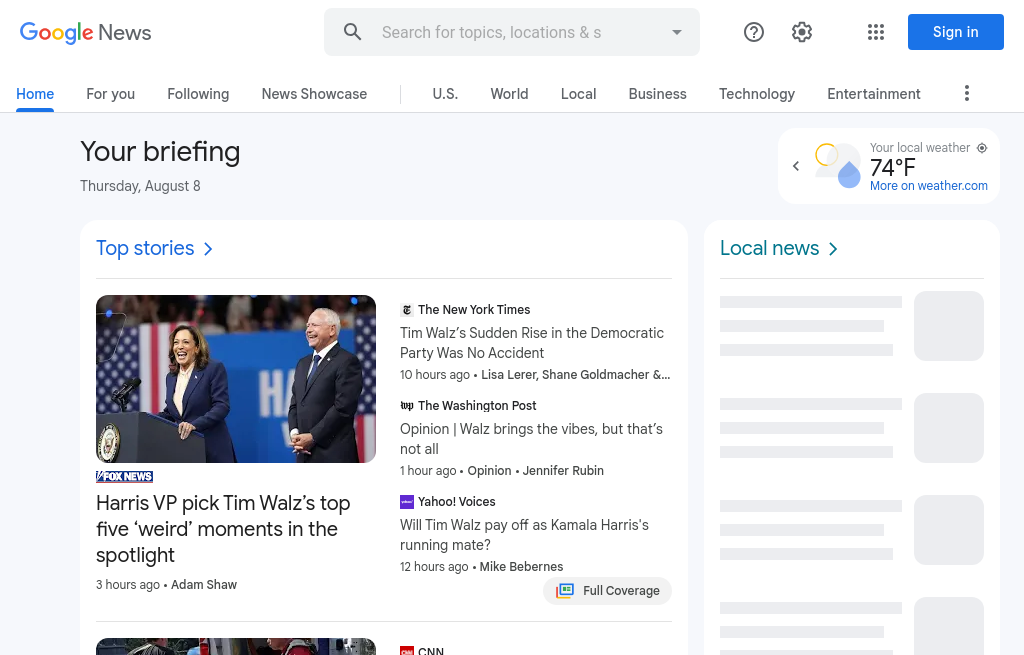 Google News
Search for topics, locations & s
Sign in
Home
For you
Following
News Showcase
U.S.
World
Local
Business
Technology
Entertainment
Your briefing
Thursday, August 8
Your local weather
74°F
More on weather.com
Top stories
Local news
FOX NEWS
Harris VP pick Tim Walz’s top
five ‘weird’ moments in the
spotlight
3 hours ago • Adam Shaw
The New York Times
Tim Walz’s Sudden Rise in the Democratic
Party Was No Accident
10 hours ago • Lisa Lerer, Shane Goldmacher &…
The Washington Post
Opinion | Walz brings the vibes, but that’s
not all
1 hour ago • Opinion • Jennifer Rubin
Yahoo! Voices
Will Tim Walz pay off as Kamala Harris's
running mate?
12 hours ago • Mike Bebernes
Full Coverage
CNN